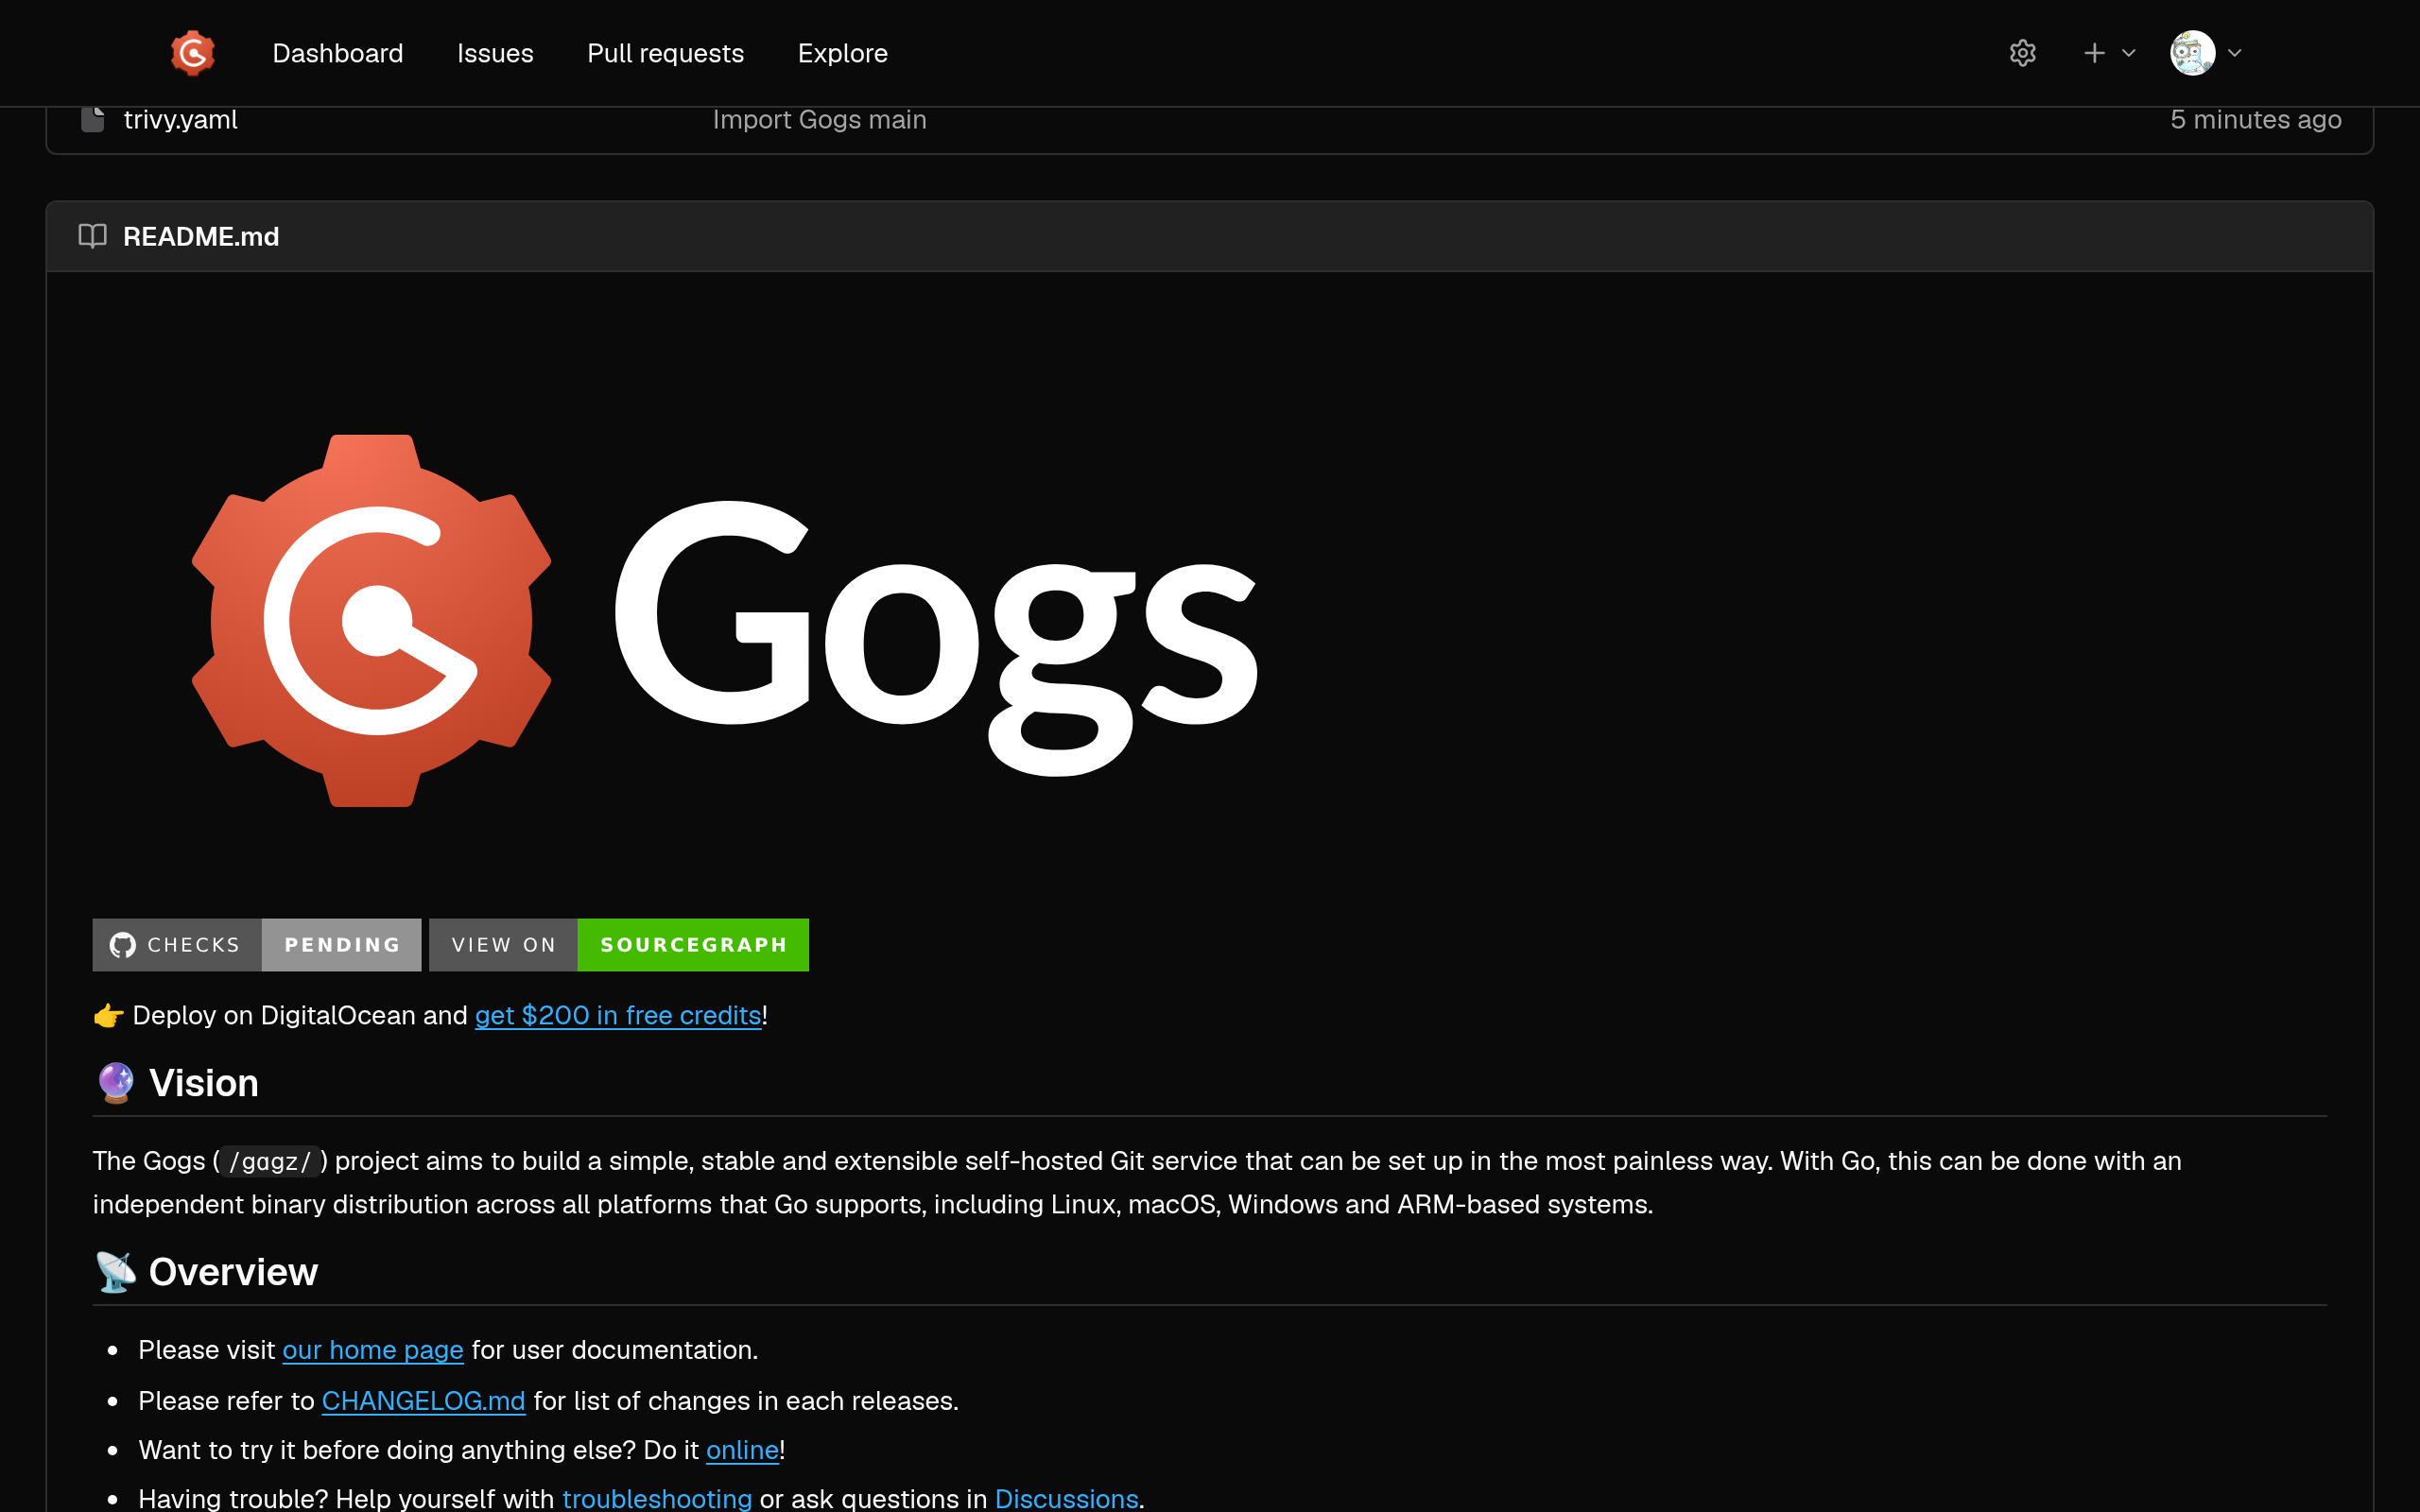 Dashboard Issues Pull requests Explore
trivy.yaml Import Gogs main 5 minutes ago
README.md
Gogs
CHECKS PENDING VIEW ON SOURCEGRAPH
👉 Deploy on DigitalOcean and get $200 in free credits!
🔮 Vision
The Gogs (/gɑgz/) project aims to build a simple, stable and extensible self-hosted Git service that can be set up in the most painless way. With Go, this can be done with an
independent binary distribution across all platforms that Go supports, including Linux, macOS, Windows and ARM-based systems.
📡 Overview
• Please visit our home page for user documentation.
• Please refer to CHANGELOG.md for list of changes in each releases.
• Want to try it before doing anything else? Do it online!
• Having trouble? Help yourself with troubleshooting or ask questions in Discussions.